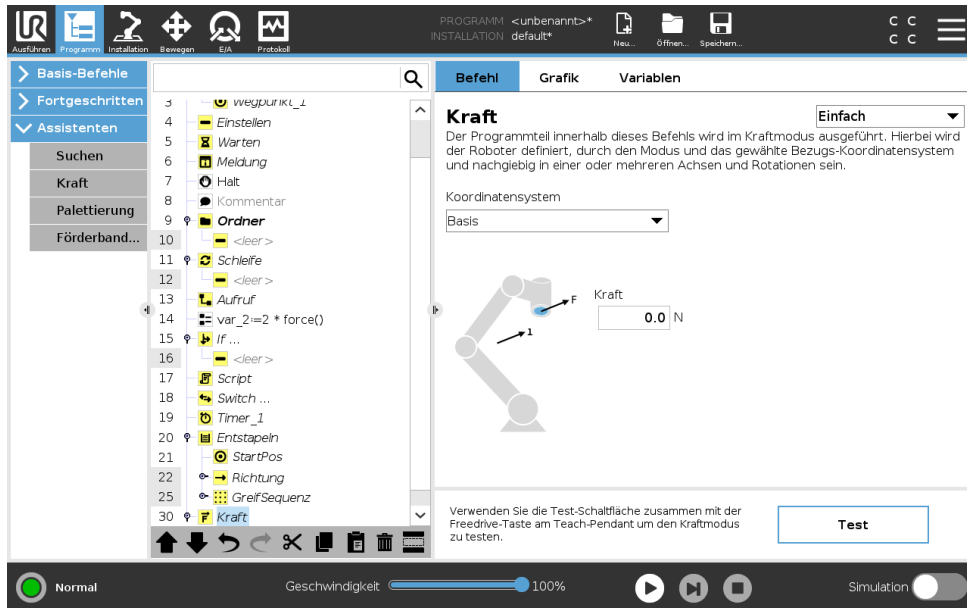 PROGRAMM <unbenannt>*
INSTALLATION default*
Ausführen Programm Installation Bewegen E/A Protokoll
Neu... Öffnen... Speichern...
C C
C C
Basis-Befehle
Fortgeschritten
Assistenten
Suchen
Kraft
Palettierung
Förderband...
3 Wegpunkt_1
4 Einstellen
5 Warten
6 Meldung
7 Halt
8 Kommentar
9 Ordner
10 <leer>
11 Schleife
12 <leer>
13 Aufruf
14 var_2:=2 * force()
15 If ...
16 <leer>
17 Script
18 Switch ...
19 Timer_1
20 Entstapeln
21 StartPos
22 Richtung
25 GreifSequenz
30 Kraft
Befehl Grafik Variablen
Kraft
Einfach
Der Programmteil innerhalb dieses Befehls wird im Kraftmodus ausgeführt. Hierbei wird
der Roboter definiert, durch den Modus und das gewählte Bezugs-Koordinatensystem
und nachgiebig in einer oder mehreren Achsen und Rotationen sein.
Koordinatensystem
Basis
F
1
Kraft
0.0 N
Verwenden Sie die Test-Schaltfläche zusammen mit der
Freedrive-Taste am Teach-Pendant um den Kraftmodus
zu testen.
Test
Normal
Geschwindigkeit 100%
Simulation